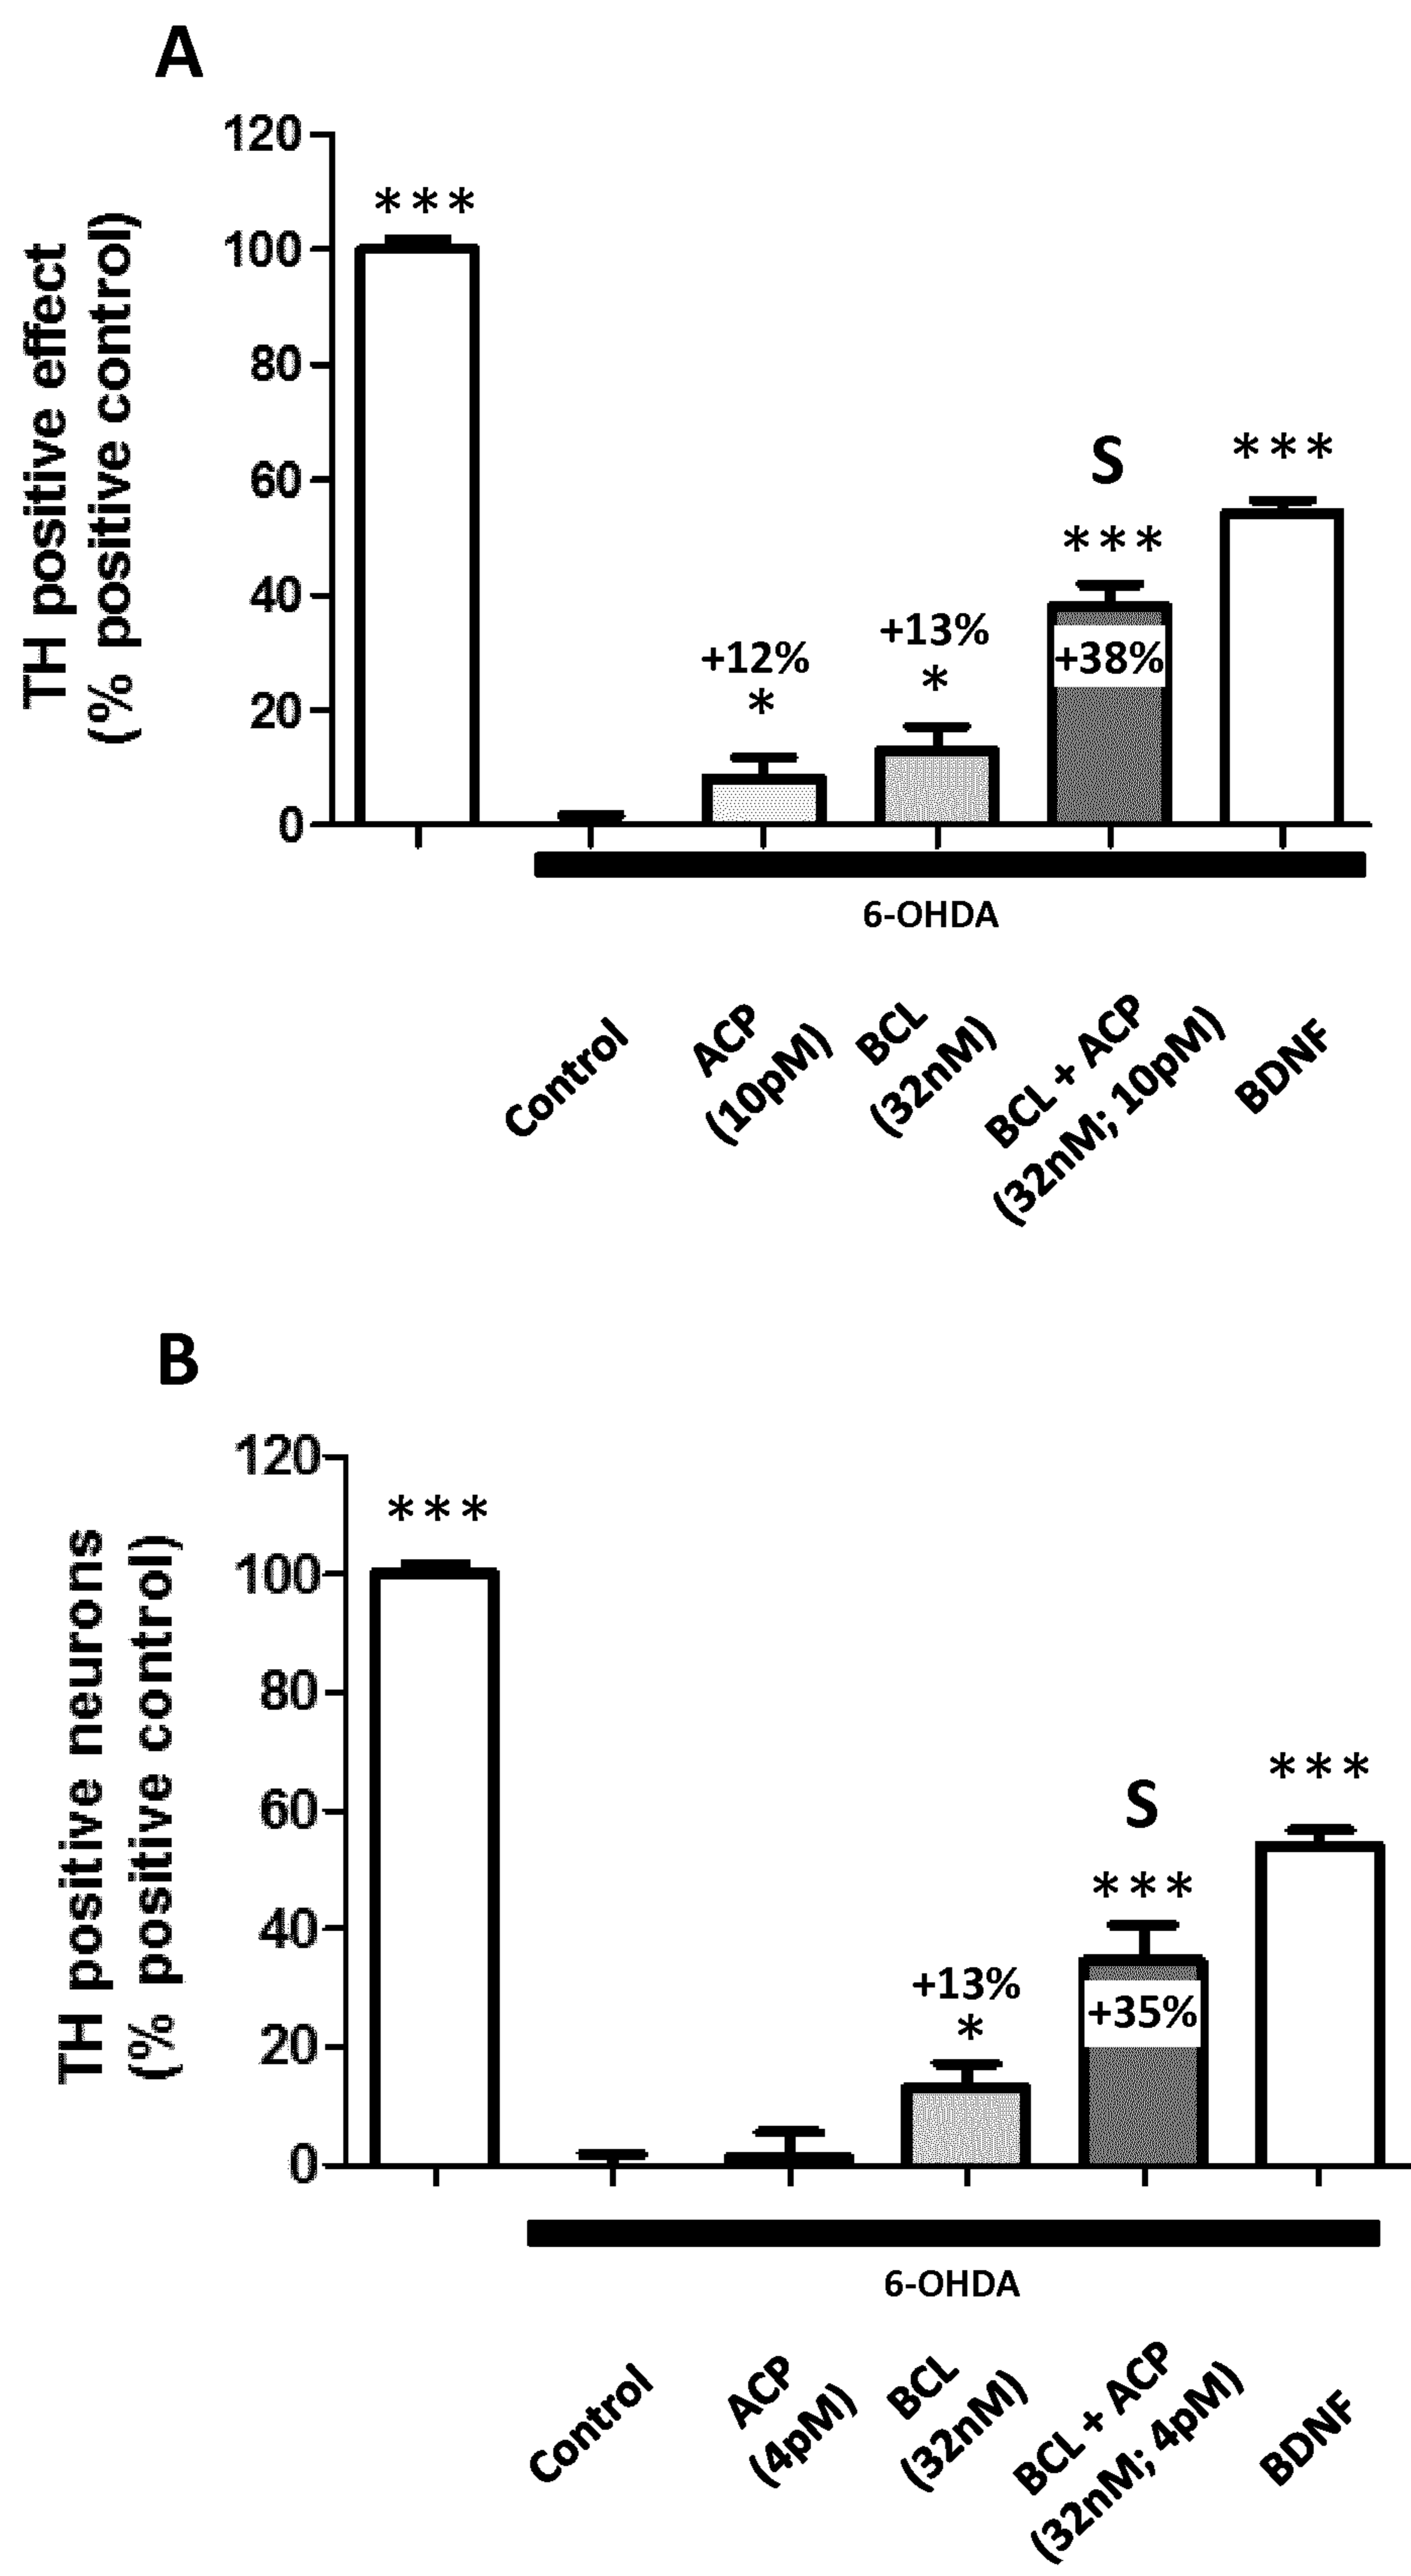 A
120
100
80
60
40
20
0
TH positive effect
(% positive control)
***
+12%
*
+13%
*
S
***
+38%
***
6-OHDA
Control
ACP
(10pM)
BCL
(32nM)
BCL + ACP
(32nM; 10pM)
BDNF
B
120
100
80
60
40
20
0
TH positive neurons
(% positive control)
***
+13%
*
S
***
+35%
***
6-OHDA
Control
ACP
(4pM)
BCL
(32nM)
BCL + ACP
(32nM; 4pM)
BDNF